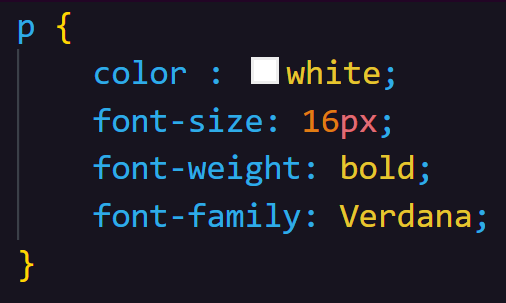 p {
color : white;
font-size: 16px;
font-weight: bold;
font-family: Verdana;
}